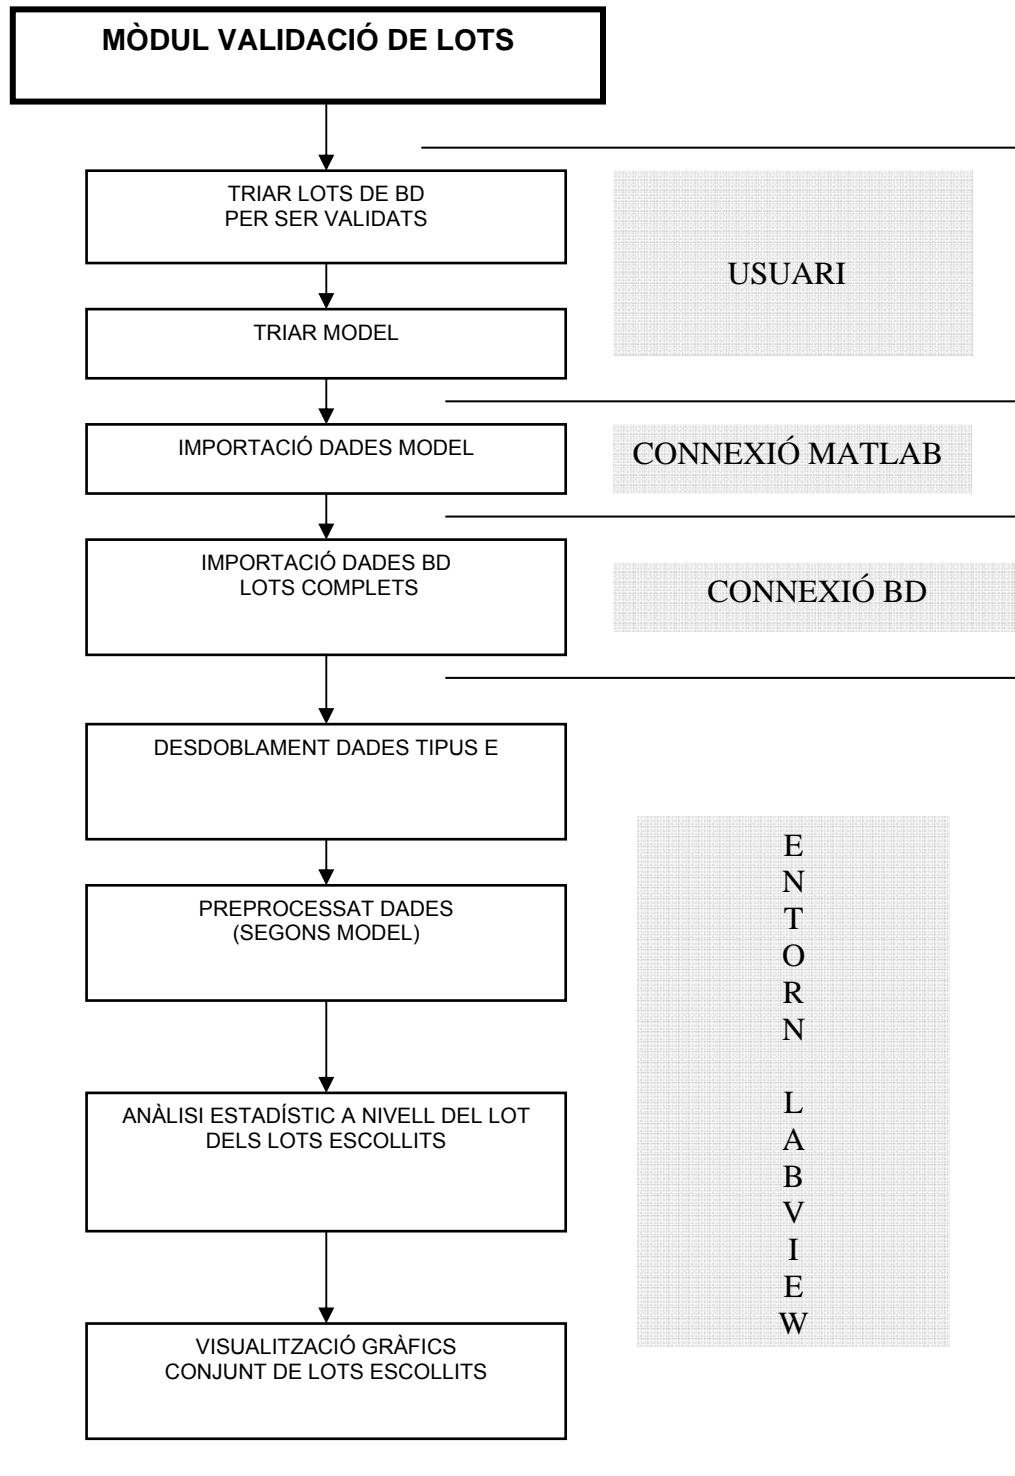 MÒDUL VALIDACIÓ DE LOTS
TRIAR LOTS DE BD
PER SER VALIDATS
USUARI
TRIAR MODEL
IMPORTACIÓ DADES MODEL
CONNEXIÓ MATLAB
IMPORTACIÓ DADES BD
LOTS COMPLETS
CONNEXIÓ BD
DESDOBLAMENT DADES TIPUS E
PREPROCESSAT DADES
(SEGONS MODEL)
ANÀLISI ESTADÍSTIC A NIVELL DEL LOT
DELS LOTS ESCOLLITS
VISUALITZACIÓ GRÀFICS
CONJUNT DE LOTS ESCOLLITS
E
N
T
O
R
N
L
A
B
V
I
E
W